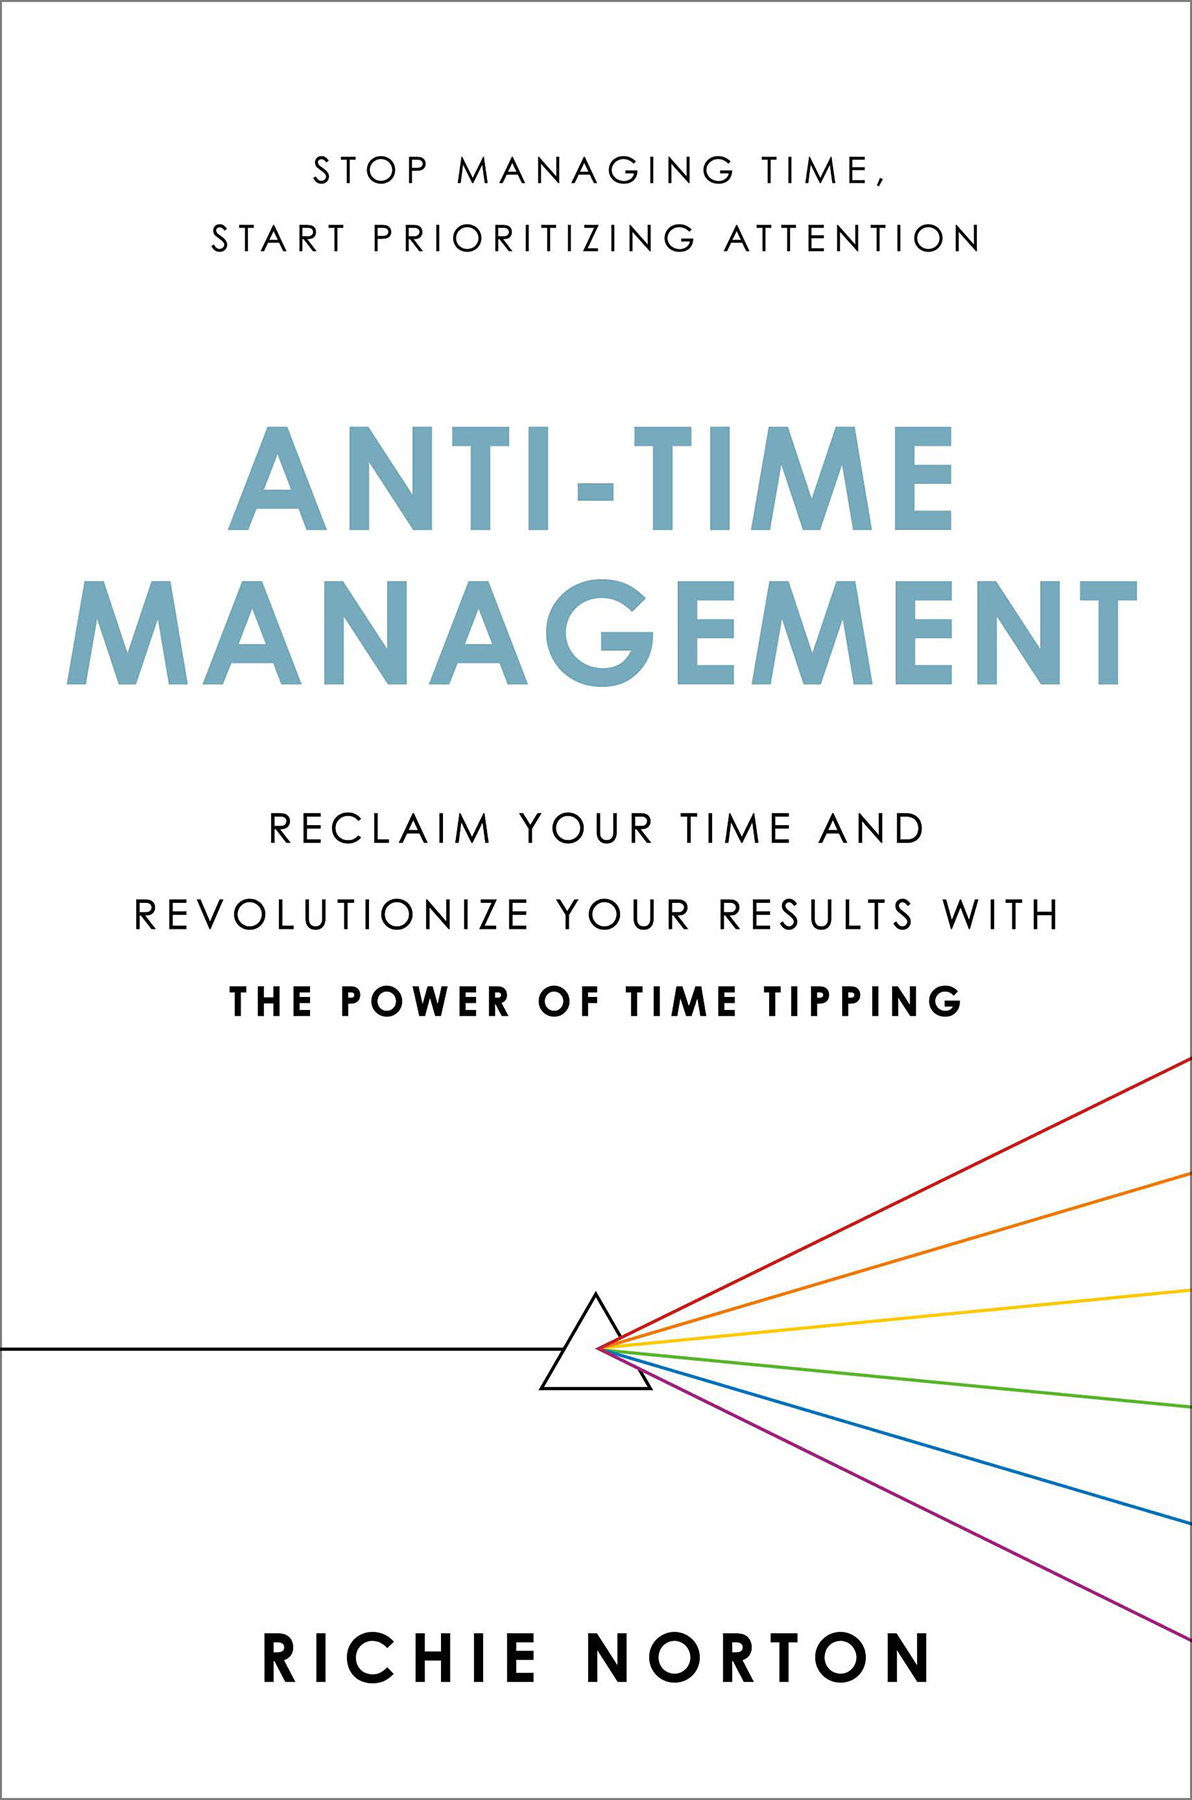 STOP MANAGING TIME,
START PRIORITIZING ATTENTION
ANTI-TIME
MANAGEMENT
RECLAIM YOUR TIME AND
REVOLUTIONIZE YOUR RESULTS WITH
THE POWER OF TIME TIPPING
RICHIE NORTON